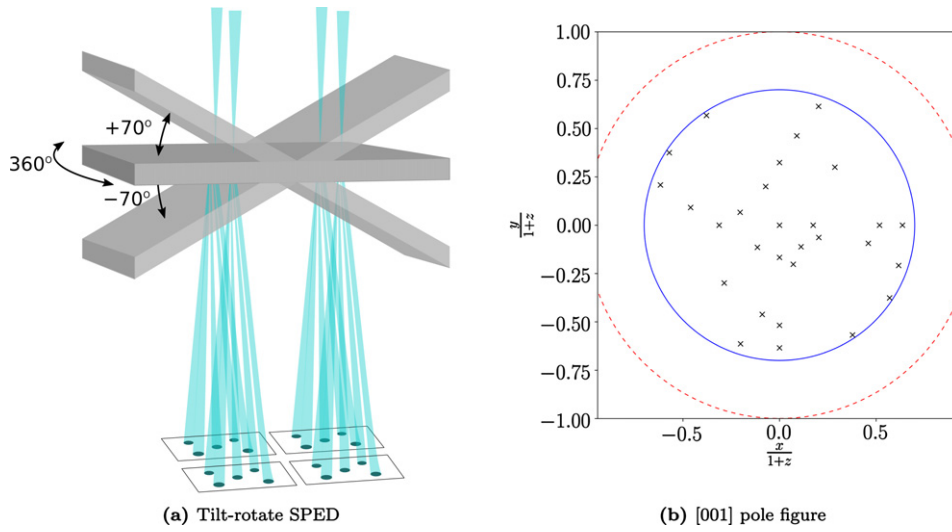 +70°
360°
−70°
(a) Tilt-rotate SPED
1.00
0.75
0.50
0.25
0.00
−0.25
−0.50
−0.75
−1.00
y
1+z
−0.5
0.0
0.5
x
1+z
(b) [001] pole figure